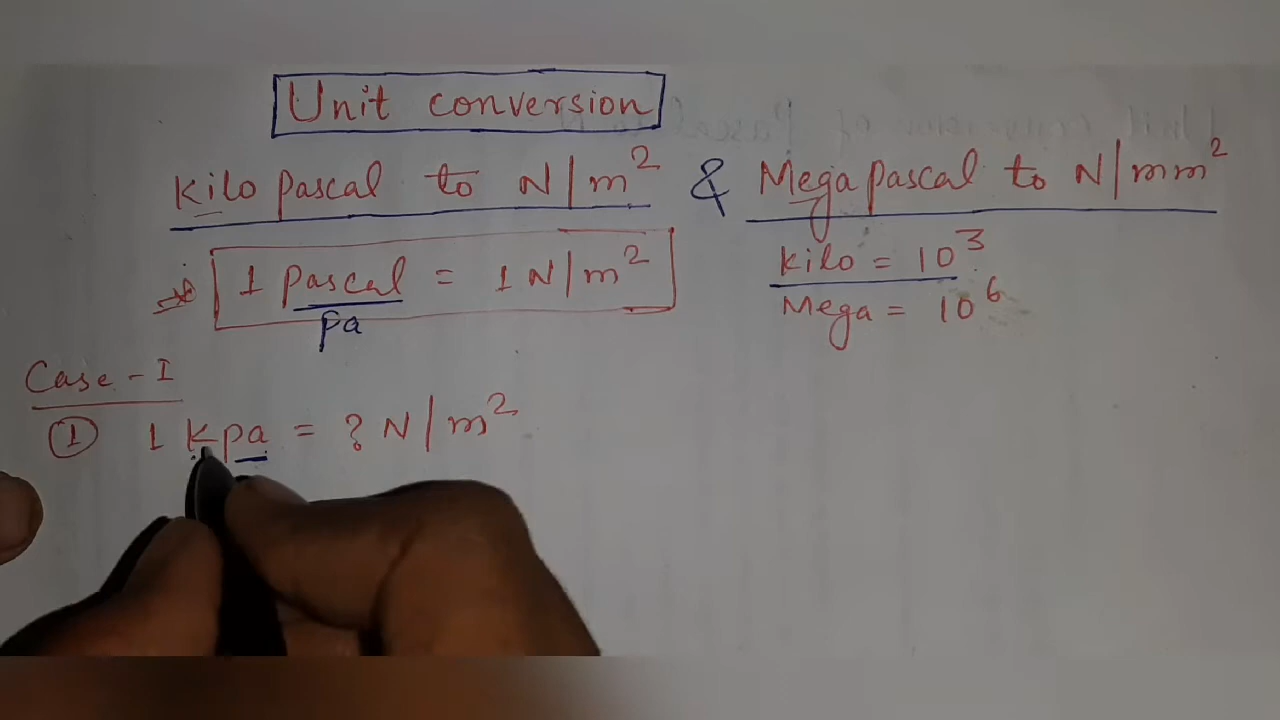 Unit conversion
Kilo pascal to N/m² & Mega pascal to N/mm²
1 Pascal = 1 N/m²
pa
Kilo = 10³
Mega = 10⁶
Case - I
① 1 kpa = ? N/m²